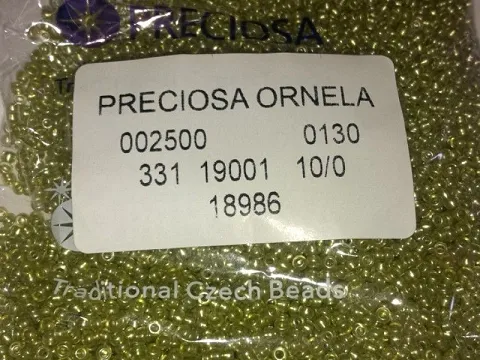 PRECIOSA
PRECIOSA ORNELA
002500 0130
331 19001 10/0
18986
Traditional Czech Beads